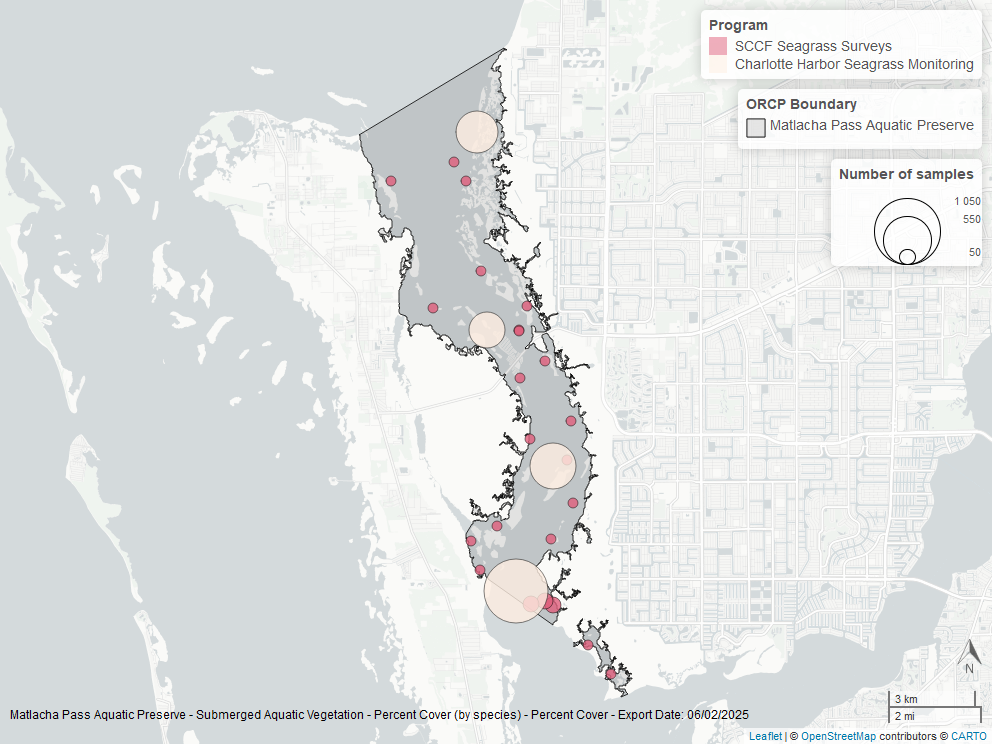 Program
SCCF Seagrass Surveys
Charlotte Harbor Seagrass Monitoring
ORCP Boundary
Matlacha Pass Aquatic Preserve
Number of samples
1 050
550
50
N
3 km
2 mi
Matlacha Pass Aquatic Preserve - Submerged Aquatic Vegetation - Percent Cover (by species) - Percent Cover - Export Date: 06/02/2025
Leaflet | © OpenStreetMap contributors © CARTO